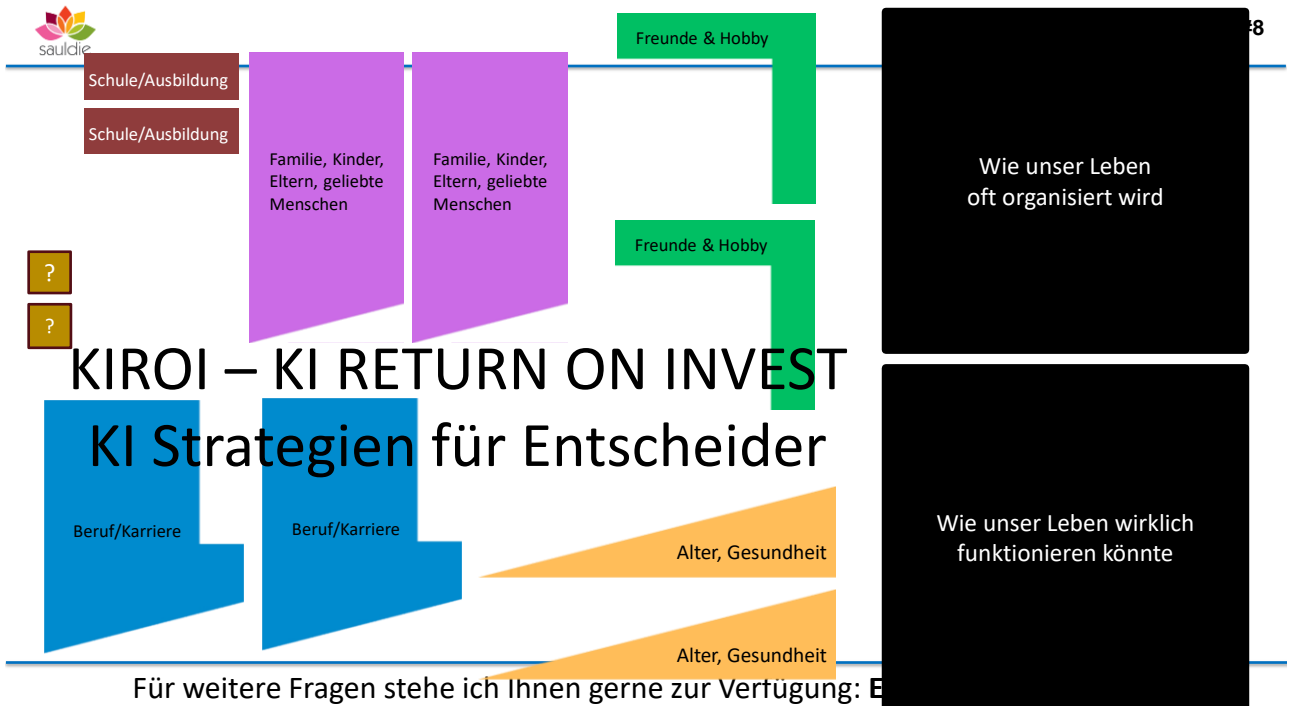 sauldie
#8
Freunde & Hobby
Schule/Ausbildung
Schule/Ausbildung
Familie, Kinder,
Eltern, geliebte
Menschen
Familie, Kinder,
Eltern, geliebte
Menschen
Wie unser Leben
oft organisiert wird
Freunde & Hobby
?
?
KIROI – KI RETURN ON INVEST
KI Strategien für Entscheider
Beruf/Karriere
Beruf/Karriere
Wie unser Leben wirklich
funktionieren könnte
Alter, Gesundheit
Alter, Gesundheit
Für weitere Fragen stehe ich Ihnen gerne zur Verfügung: